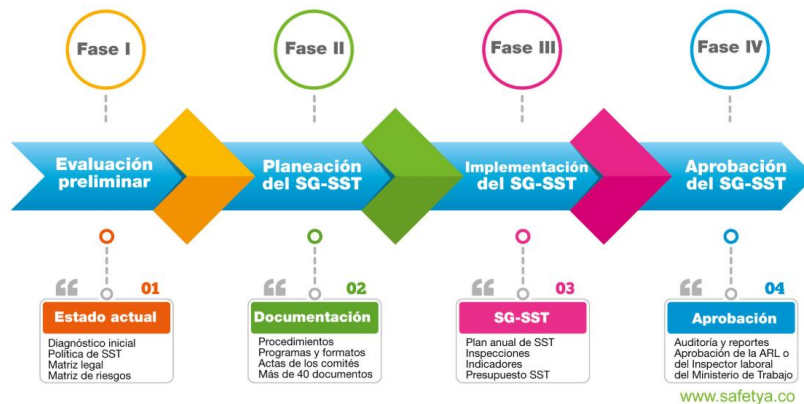 Fase I
Fase II
Fase III
Fase IV
Evaluación
preliminar
Planeación
del SG-SST
Implementación
del SG-SST
Aprobación
del SG-SST
01
Estado actual
Diagnóstico inicial
Política de SST
Matriz legal
Matriz de riesgos
02
Documentación
Procedimientos
Programas y formatos
Actas de los comités
Más de 40 documentos
03
SG-SST
Plan anual de SST
Inspecciones
Indicadores
Presupuesto SST
04
Aprobación
Auditoría y reportes
Aprobación de la ARL o
del Inspector laboral
del Ministerio de Trabajo
www.safetya.co